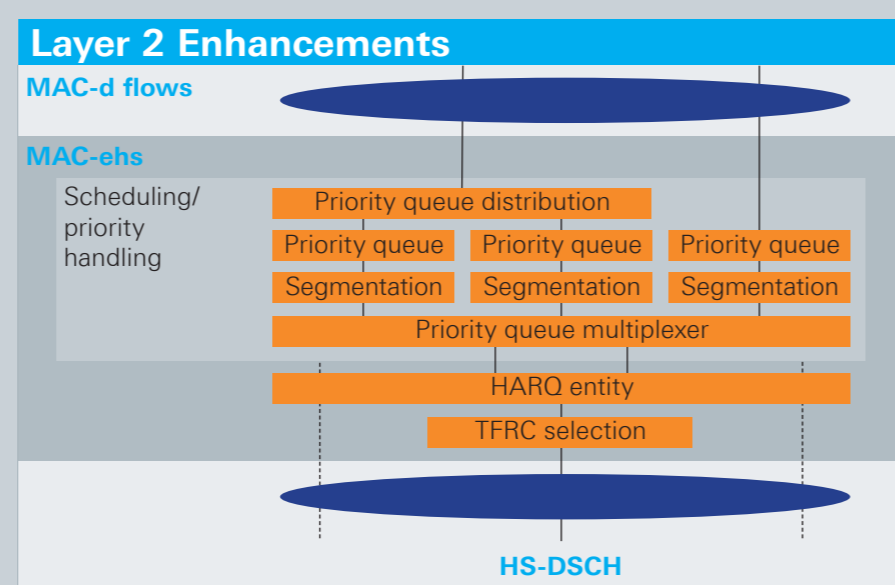 Layer 2 Enhancements
MAC-d flows
MAC-ehs
Scheduling/
priority
handling
Priority queue distribution
Priority queue
Priority queue
Priority queue
Segmentation
Segmentation
Segmentation
Priority queue multiplexer
HARQ entity
TFRC selection
HS-DSCH